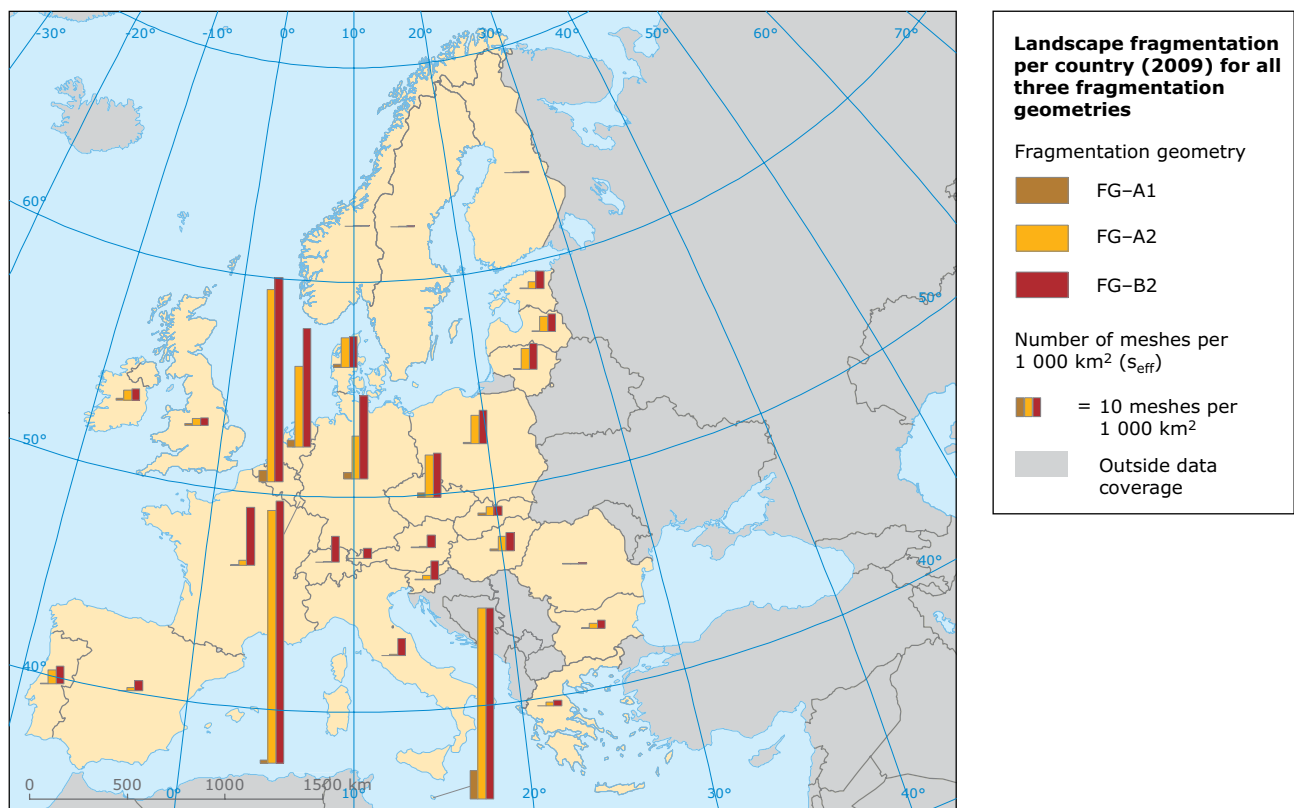 -30°
-20°
-10°
0°
10°
20°
30°
40°
50°
60°
70°
60°
50°
50°
40°
40°
0
500
1000
1500 km
0°
10°
20°
30°
40°
Landscape fragmentation
per country (2009) for all
three fragmentation
geometries
Fragmentation geometry
FG–A1
FG–A2
FG–B2
Number of meshes per
1 000 km² (s_eff)
= 10 meshes per
1 000 km²
Outside data
coverage